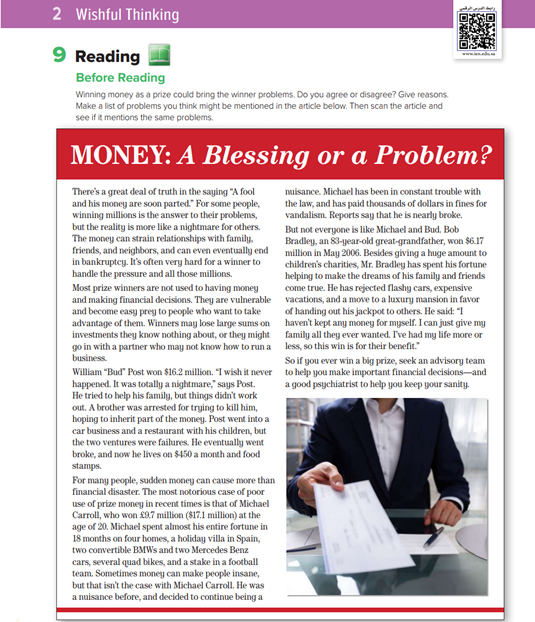 2 Wishful Thinking
رابط الدرس الرقمي
www.ien.edu.sa
9 Reading
Before Reading
Winning money as a prize could bring the winner problems. Do you agree or disagree? Give reasons.
Make a list of problems you think might be mentioned in the article below. Then scan the article and
see if it mentions the same problems.
MONEY: A Blessing or a Problem?
There's a great deal of truth in the saying "A fool
and his money are soon parted." For some people,
winning millions is the answer to their problems,
but the reality is more like a nightmare for others.
The money can strain relationships with family,
friends, and neighbors, and can even eventually end
in bankruptcy. It's often very hard for a winner to
handle the pressure and all those millions.
Most prize winners are not used to having money
and making financial decisions. They are vulnerable
and become easy prey to people who want to take
advantage of them. Winners may lose large sums on
investments they know nothing about, or they might
go in with a partner who may not know how to run a
business.
William "Bud" Post won $16.2 million. "I wish it never
happened. It was totally a nightmare," says Post.
He tried to help his family, but things didn't work
out. A brother was arrested for trying to kill him,
hoping to inherit part of the money. Post went into a
car business and a restaurant with his children, but
the two ventures were failures. He eventually went
broke, and now he lives on $450 a month and food
stamps.
For many people, sudden money can cause more than
financial disaster. The most notorious case of poor
use of prize money in recent times is that of Michael
Carroll, who won £9.7 million ($17.1 million) at the
age of 20. Michael spent almost his entire fortune in
18 months on four homes, a holiday villa in Spain,
two convertible BMWs and two Mercedes Benz
cars, several quad bikes, and a stake in a football
team. Sometimes money can make people insane,
but that isn't the case with Michael Carroll. He was
a nuisance before, and decided to continue being a
nuisance. Michael has been in constant trouble with
the law, and has paid thousands of dollars in fines for
vandalism. Reports say that he is nearly broke.
But not everyone is like Michael and Bud. Bob
Bradley, an 83-year-old great-grandfather, won $6.17
million in May 2006. Besides giving a huge amount to
children's charities, Mr. Bradley has spent his fortune
helping to make the dreams of his family and friends
come true. He has rejected flashy cars, expensive
vacations, and a move to a luxury mansion in favor
of handing out his jackpot to others. He said: "I
haven't kept any money for myself. I can just give my
family all they ever wanted. I've had my life more or
less, so this win is for their benefit."
So if you ever win a big prize, seek an advisory team
to help you make important financial decisions—and
a good psychiatrist to help you keep your sanity.